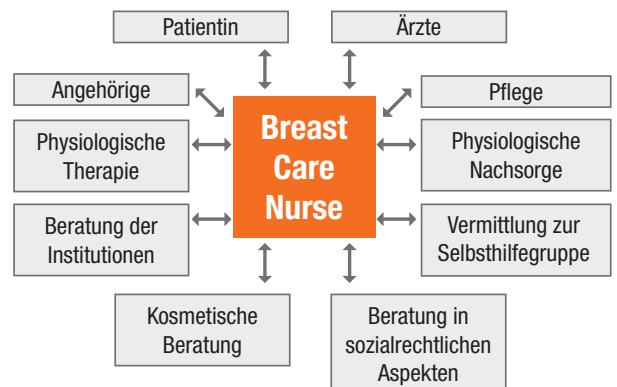 Patientin
Ärzte
Angehörige
Pflege
Breast
Care
Nurse
Physiologische
Therapie
Physiologische
Nachsorge
Beratung der
Institutionen
Vermittlung zur
Selbsthilfegruppe
Kosmetische
Beratung
Beratung in
sozialrechtlichen
Aspekten